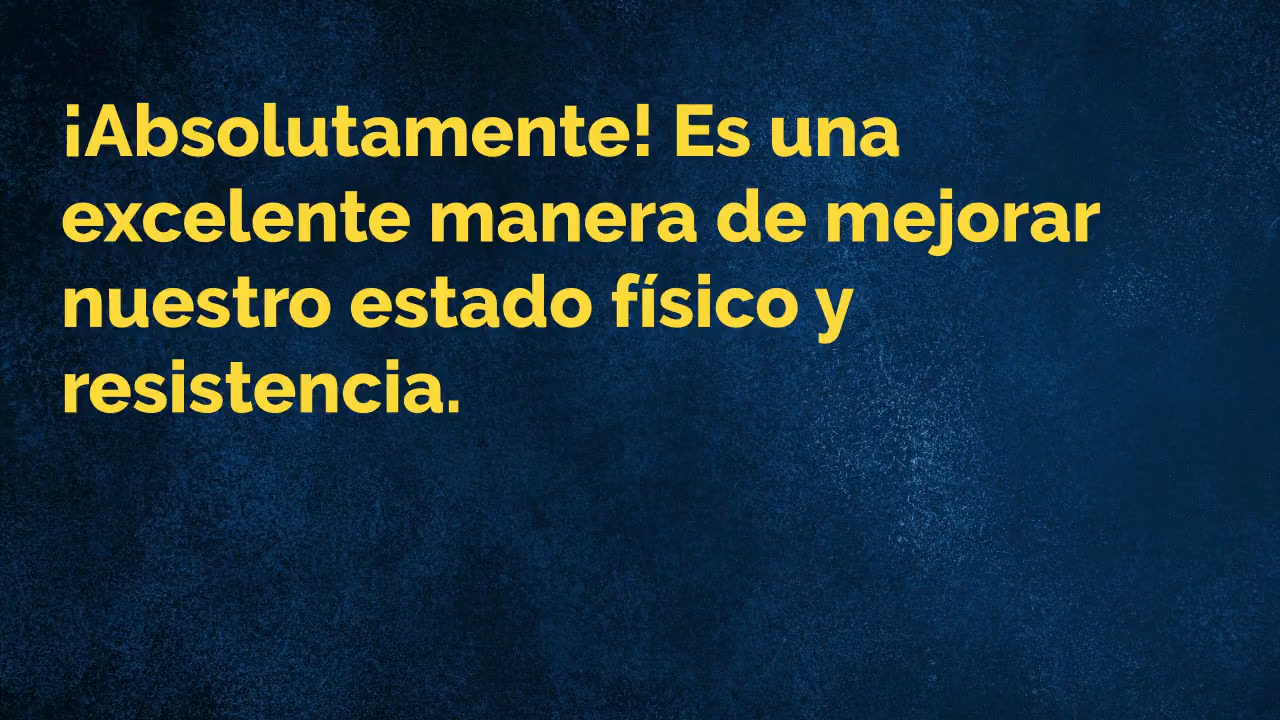 ¡Absolutamente! Es una
excelente manera de mejorar
nuestro estado físico y
resistencia.